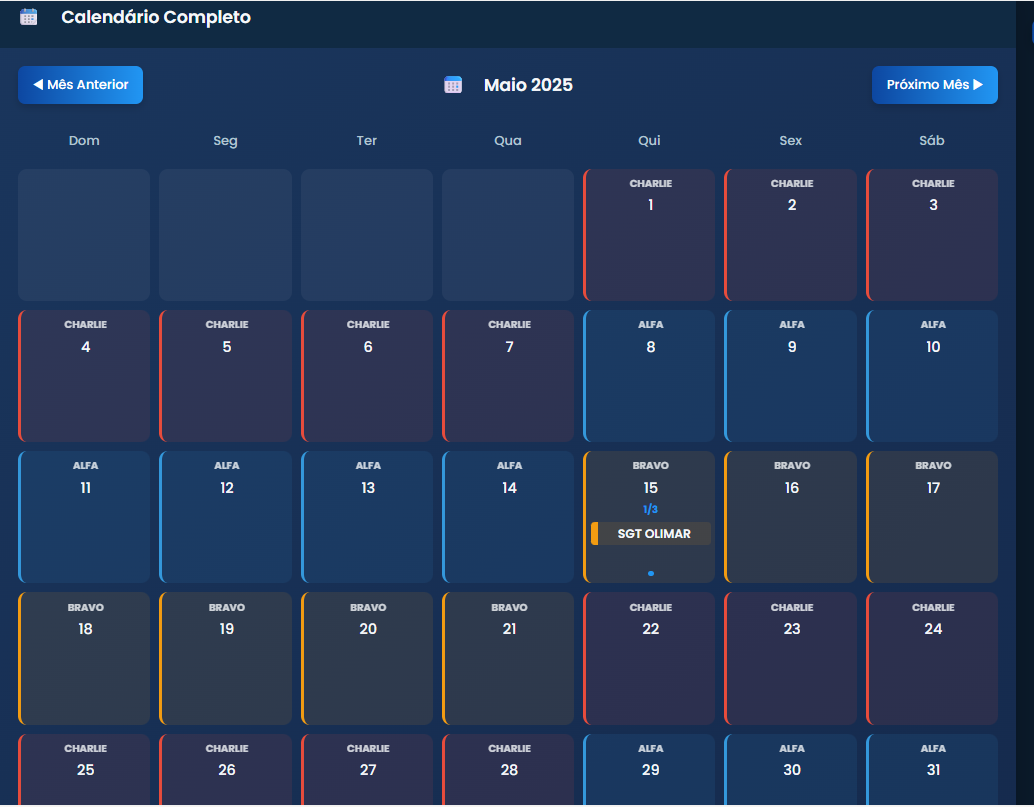 Calendário Completo
◀ Mês Anterior
Maio 2025
Próximo Mês ▶
Dom Seg Ter Qua Qui Sex Sáb
CHARLIE CHARLIE CHARLIE
1 2 3
CHARLIE CHARLIE CHARLIE CHARLIE ALFA ALFA ALFA
4 5 6 7 8 9 10
ALFA ALFA ALFA ALFA BRAVO BRAVO BRAVO
11 12 13 14 15 16 17
1/3
SGT OLIMAR
BRAVO BRAVO BRAVO BRAVO CHARLIE CHARLIE CHARLIE
18 19 20 21 22 23 24
CHARLIE CHARLIE CHARLIE CHARLIE ALFA ALFA ALFA
25 26 27 28 29 30 31